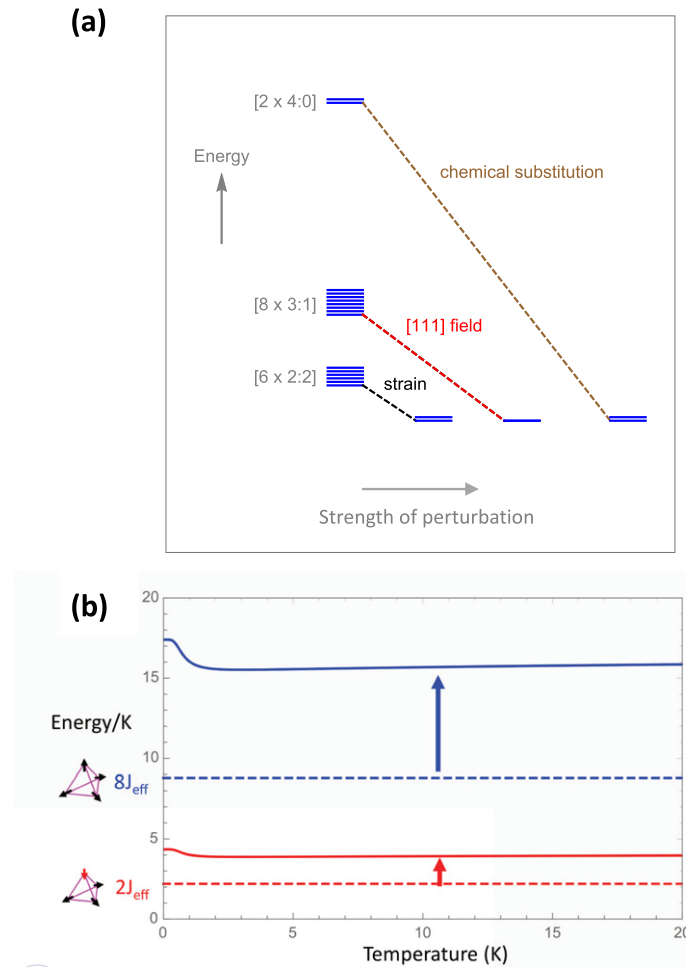 (a)
[2 x 4:0]
Energy
chemical substitution
[8 x 3:1]
[111] field
[6 x 2:2]
strain
Strength of perturbation
(b)
20
15
Energy/K
10
8Jeff
5
2Jeff
0
0 5 10 15 20
Temperature (K)